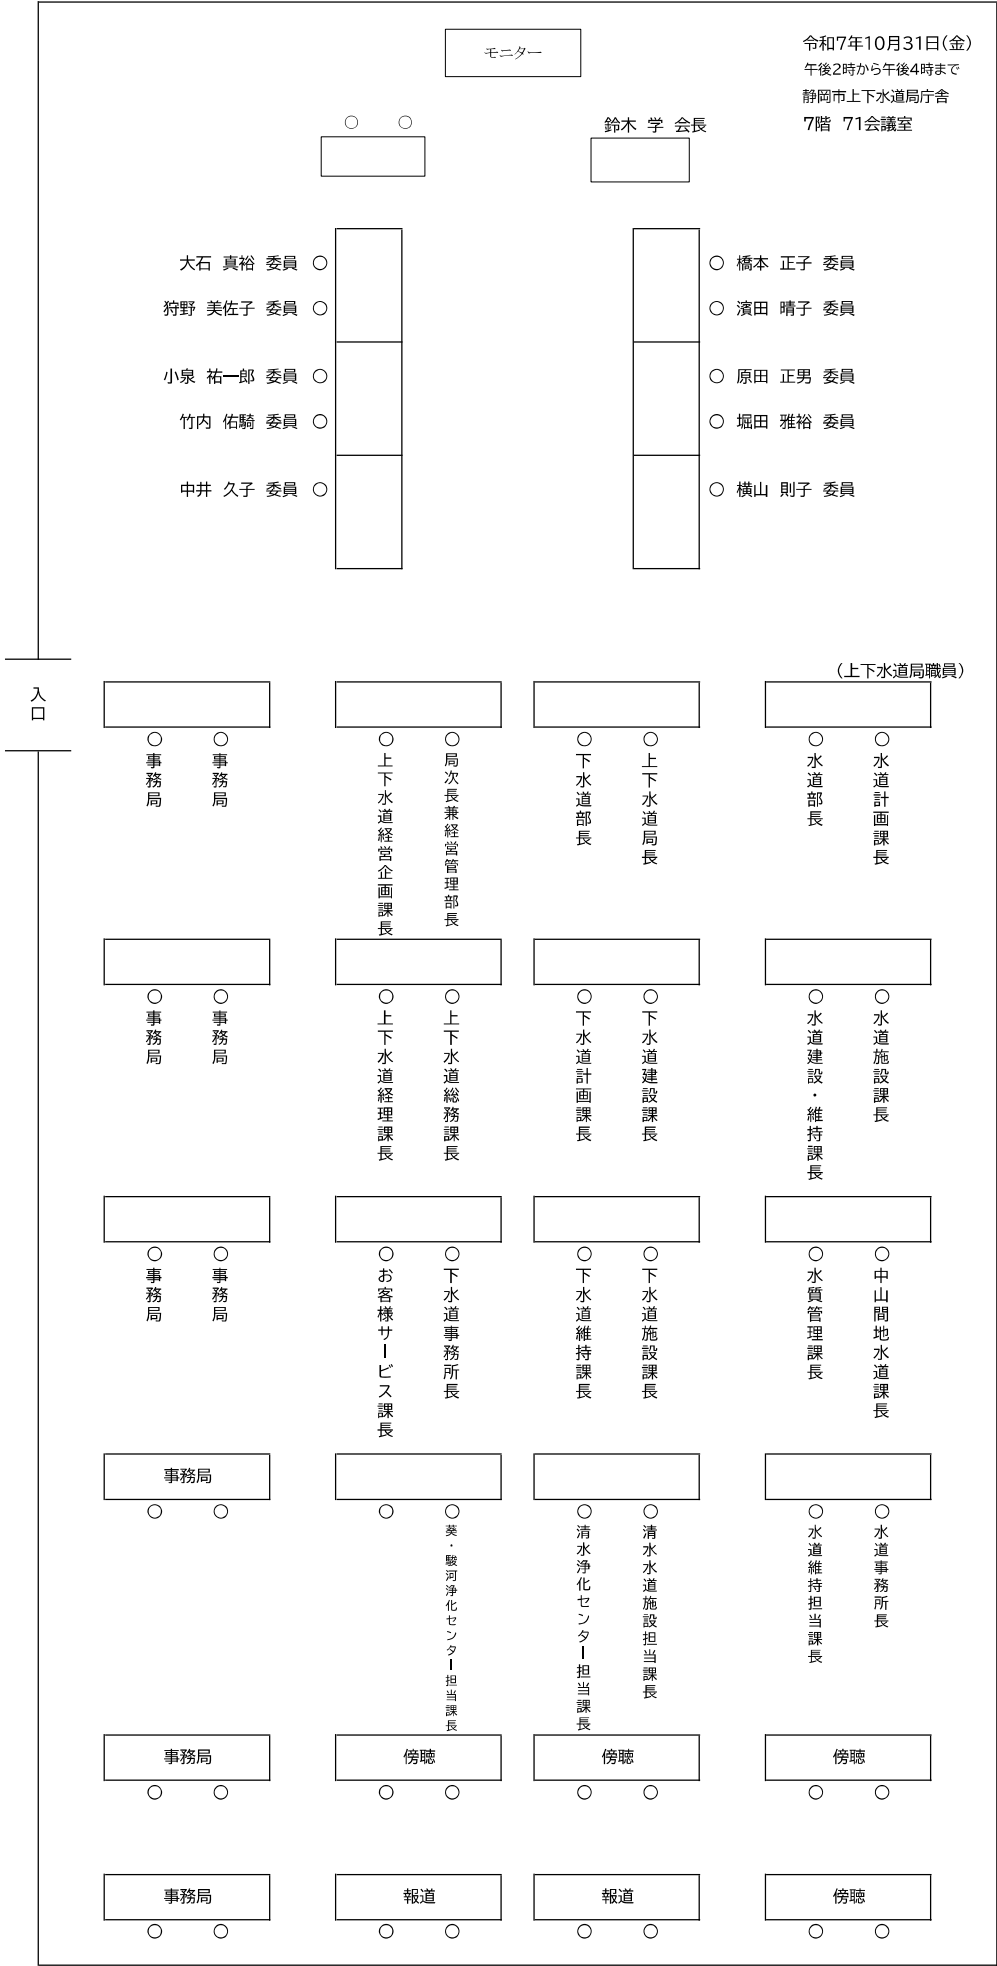 モニター
令和7年10月31日(金)
午後2時から午後4時まで
静岡市上下水道局庁舎
7階 71会議室
鈴木 学 会長
大石 真裕 委員
橋本 正子 委員
狩野 美佐子 委員
濱田 晴子 委員
小泉 祐一郎 委員
原田 正男 委員
竹内 佑騎 委員
堀田 雅裕 委員
中井 久子 委員
横山 則子 委員
入口
(上下水道局職員)
事務局
事務局
上下水道経営企画課長
局次長兼経営管理部長
下水道部長
上下水道局長
水道部長
水道計画課長
事務局
事務局
上下水道経理課長
上下水道総務課長
下水道計画課長
下水道建設課長
水道建設・維持課長
水道施設課長
事務局
事務局
お客様サービス課長
下水道事務所長
下水道維持課長
下水道施設課長
水質管理課長
中山間地水道課長
事務局
葵・駿河浄化センター担当課長
清水浄化センター担当課長
清水水道施設担当課長
水道維持担当課長
水道事務所長
事務局
傍聴
傍聴
傍聴
事務局
報道
報道
傍聴